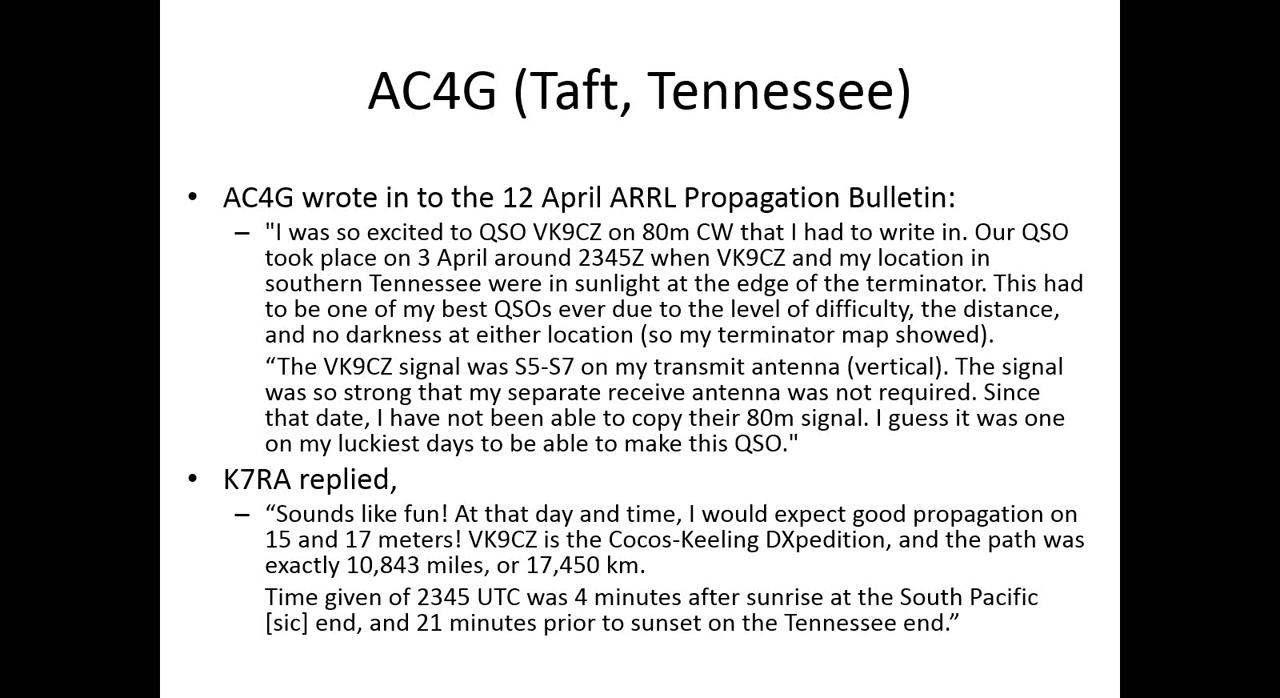 AC4G (Taft, Tennessee)
• AC4G wrote in to the 12 April ARRL Propagation Bulletin:
– "I was so excited to QSO VK9CZ on 80m CW that I had to write in. Our QSO
took place on 3 April around 2345Z when VK9CZ and my location in
southern Tennessee were in sunlight at the edge of the terminator. This had
to be one of my best QSOs ever due to the level of difficulty, the distance,
and no darkness at either location (so my terminator map showed).
“The VK9CZ signal was S5-S7 on my transmit antenna (vertical). The signal
was so strong that my separate receive antenna was not required. Since
that date, I have not been able to copy their 80m signal. I guess it was one
on my luckiest days to be able to make this QSO."
• K7RA replied,
– “Sounds like fun! At that day and time, I would expect good propagation on
15 and 17 meters! VK9CZ is the Cocos-Keeling DXpedition, and the path was
exactly 10,843 miles, or 17,450 km.
Time given of 2345 UTC was 4 minutes after sunrise at the South Pacific
[sic] end, and 21 minutes prior to sunset on the Tennessee end.”